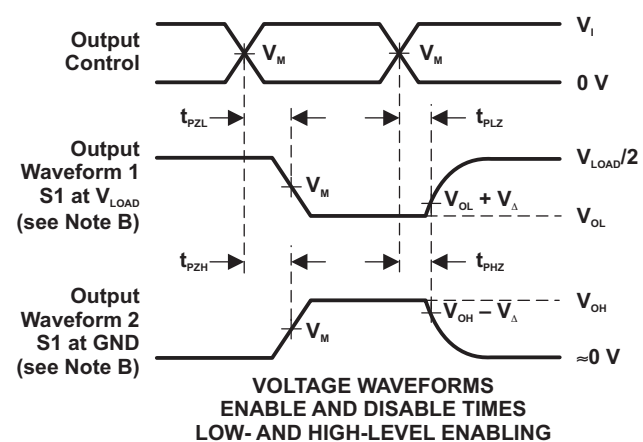 Output
Control
V_M
V_M
V_I
0 V
t_PZL
t_PLZ
Output
Waveform 1
S1 at V_LOAD
(see Note B)
V_M
V_OL + V_Δ
V_LOAD/2
V_OL
t_PZH
t_PHZ
Output
Waveform 2
S1 at GND
(see Note B)
V_M
V_OH – V_Δ
V_OH
≈0 V
VOLTAGE WAVEFORMS
ENABLE AND DISABLE TIMES
LOW- AND HIGH-LEVEL ENABLING